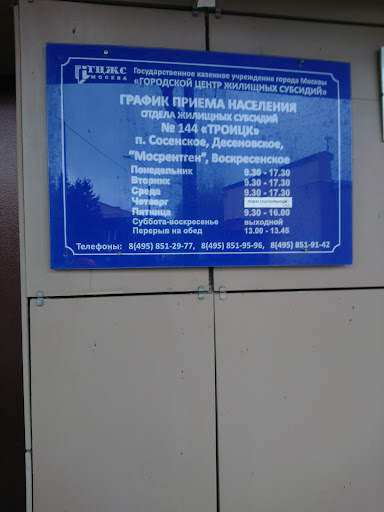 ГЦЖС
МОСКВА
Государственное казенное учреждение города Москвы
«ГОРОДСКОЙ ЦЕНТР ЖИЛИЩНЫХ СУБСИДИЙ»
ГРАФИК ПРИЕМА НАСЕЛЕНИЯ
ОТДЕЛА ЖИЛИЩНЫХ СУБСИДИЙ
№ 144 «ТРОИЦК»
п. Сосенское, Десеновское,
"Мосрентген", Воскресенское
Понедельник 9.30 - 17.30
Вторник 9.30 - 17.30
Среда 9.30 - 17.30
Четверг
Пятница 9.30 - 16.00
Суббота-воскресенье выходной
Перерыв на обед 13.00 - 13.45
Телефоны: 8(495) 851-29-77, 8(495) 851-95-96, 8(495) 851-91-42